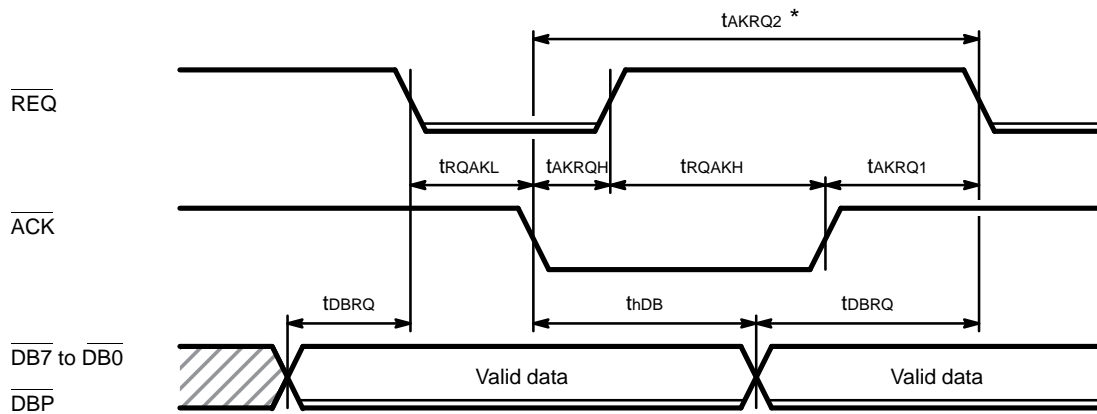 tAKRQ2 *
REQ
tRQAKL tAKRQH tRQAKH tAKRQ1
ACK
tDBRQ thDB tDBRQ
DB7 to DB0
Valid data Valid data
DBP